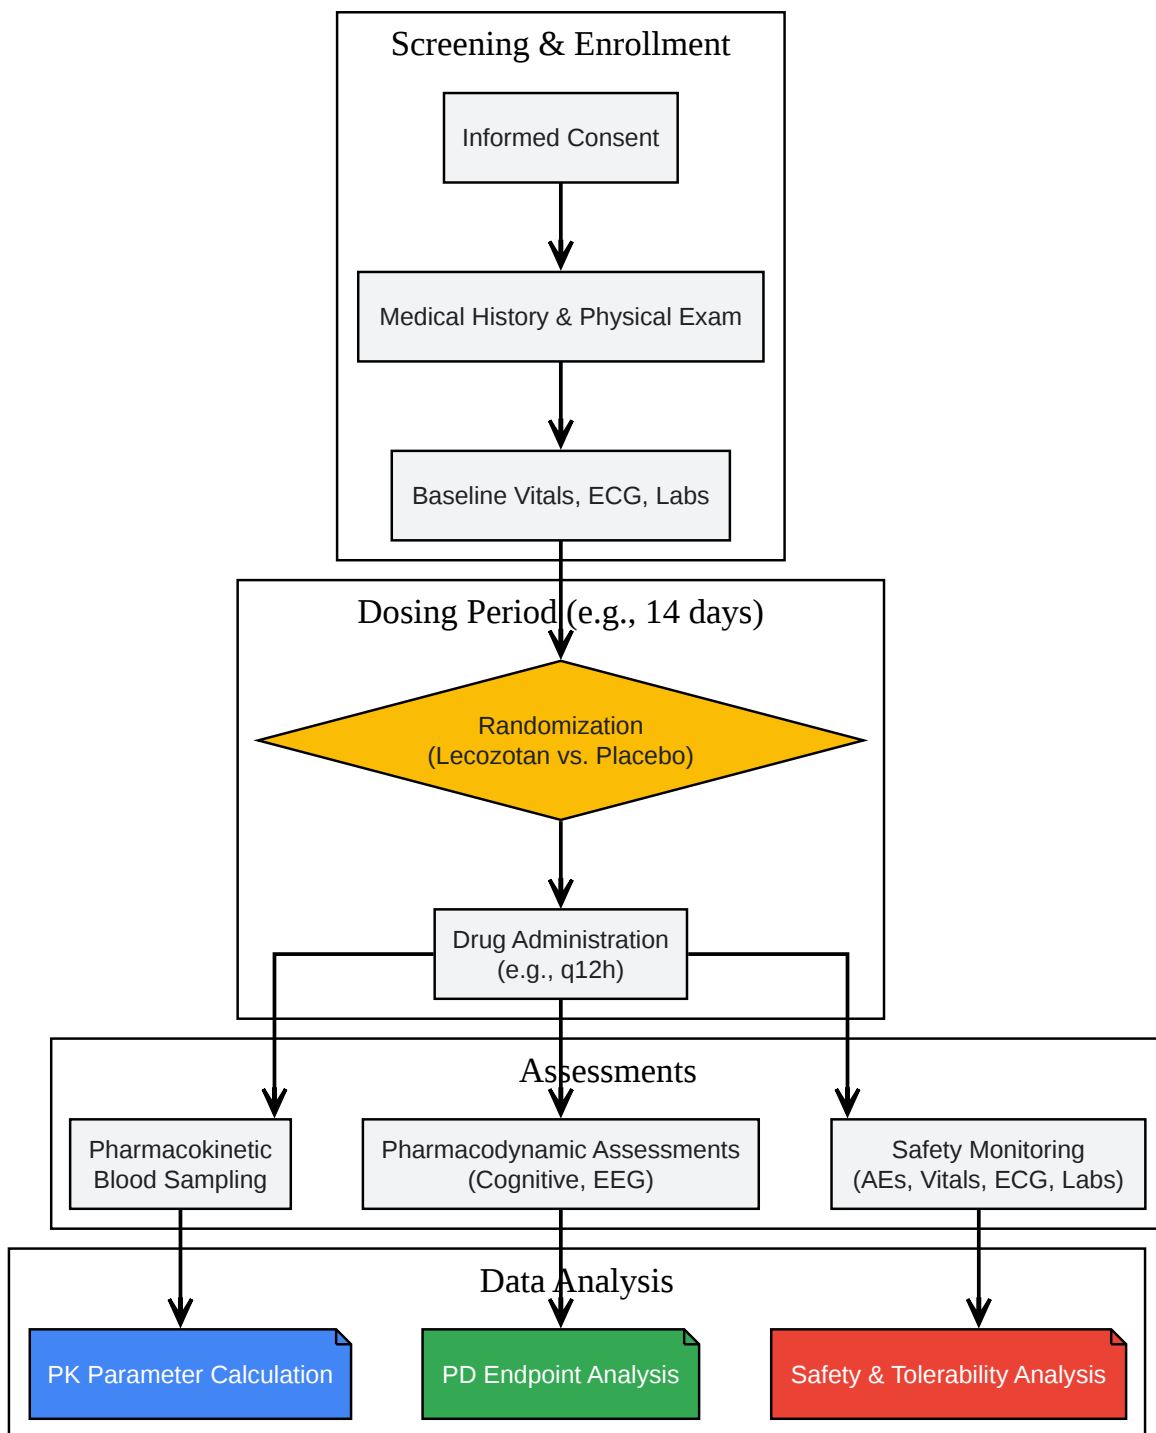 Screening & Enrollment
Informed Consent
Medical History & Physical Exam
Baseline Vitals, ECG, Labs
Dosing Period (e.g., 14 days)
Randomization
(Lecozotan vs. Placebo)
Drug Administration
(e.g., q12h)
Assessments
Pharmacokinetic
Blood Sampling
Pharmacodynamic Assessments
(Cognitive, EEG)
Safety Monitoring
(AEs, Vitals, ECG, Labs)
Data Analysis
PK Parameter Calculation
PD Endpoint Analysis
Safety & Tolerability Analysis